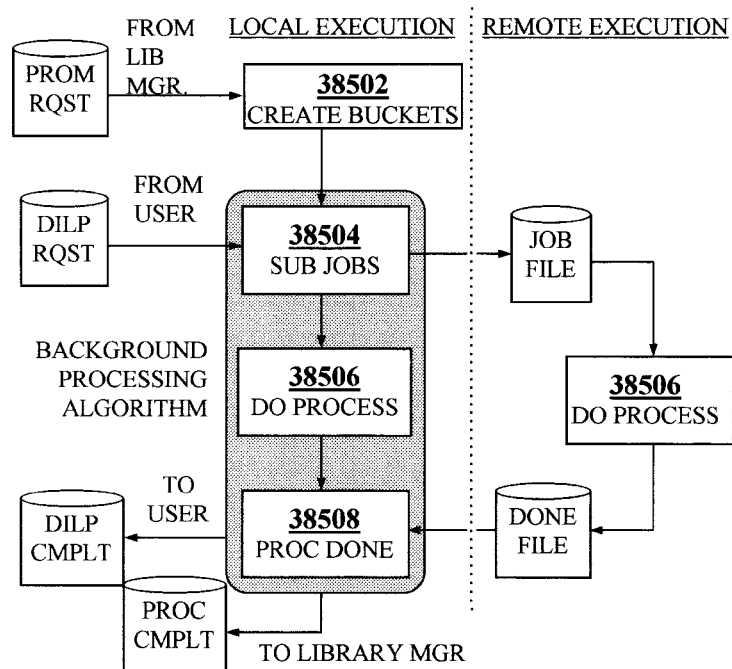 FROM
LIB
MGR.
LOCAL EXECUTION
REMOTE EXECUTION
PROM
RQST
38502
CREATE BUCKETS
FROM
USER
DILP
RQST
38504
SUB JOBS
JOB
FILE
BACKGROUND
PROCESSING
ALGORITHM
38506
DO PROCESS
38506
DO PROCESS
TO
USER
DILP
CMPLT
38508
PROC DONE
DONE
FILE
PROC
CMPLT
TO LIBRARY MGR